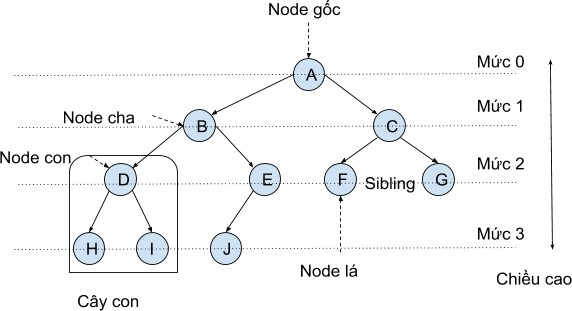 Node gốc
A
Mức 0
Mức 1
Node cha
B
C
Node con
Mức 2
D
E
F
Sibling
G
Mức 3
H
I
J
Node lá
Chiều cao
Cây con